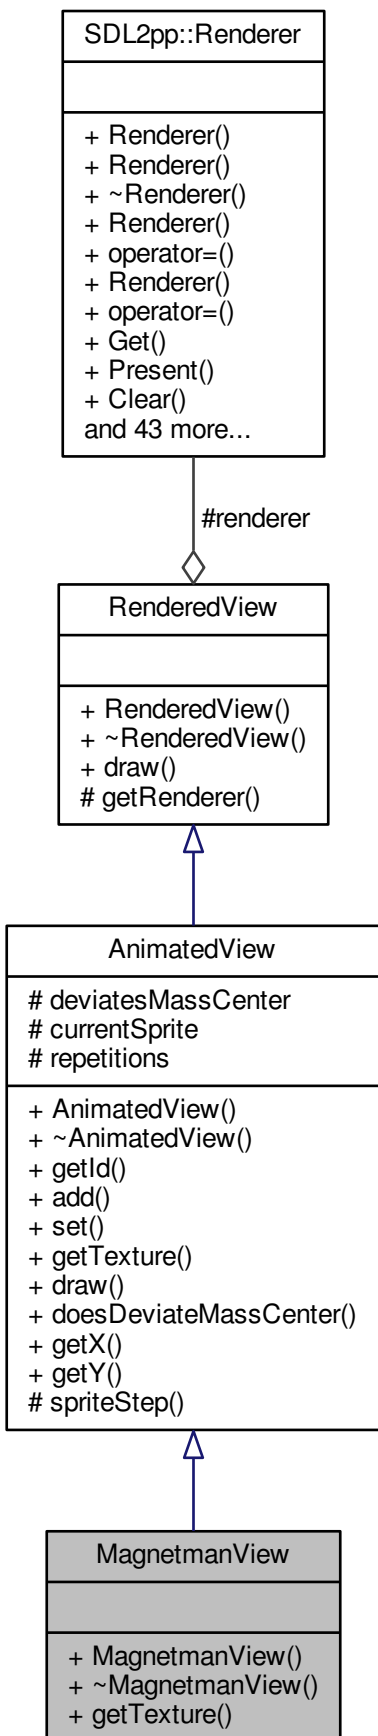 SDL2pp::Renderer
+ Renderer()
+ Renderer()
+ ~Renderer()
+ Renderer()
+ operator=()
+ Renderer()
+ operator=()
+ Get()
+ Present()
+ Clear()
and 43 more...
#renderer
RenderedView
+ RenderedView()
+ ~RenderedView()
+ draw()
# getRenderer()
AnimatedView
# deviatesMassCenter
# currentSprite
# repetitions
+ AnimatedView()
+ ~AnimatedView()
+ getId()
+ add()
+ set()
+ getTexture()
+ draw()
+ doesDeviateMassCenter()
+ getX()
+ getY()
# spriteStep()
MagnetmanView
+ MagnetmanView()
+ ~MagnetmanView()
+ getTexture()